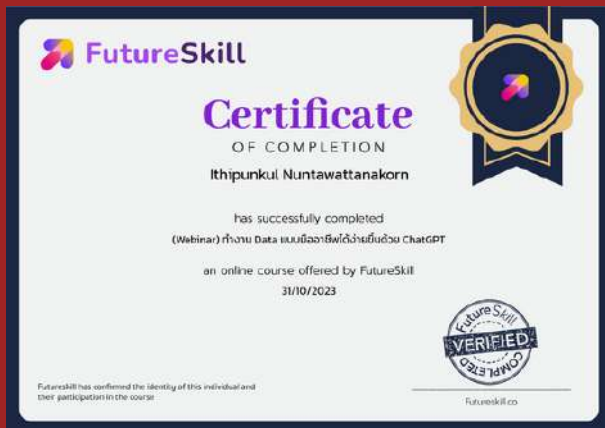 FutureSkill
Certificate
OF COMPLETION
Ithipunkul Nuntawattanakorn
has successfully completed
(Webinar) ทำงาน Data แบบมืออาชีพได้ง่ายขึ้นด้วย ChatGPT
an online course offered by FutureSkill
31/10/2023
Future Skill
VERIFIED
COMPLETED
Futureskill has confirmed the identity of this individual and
their participation in the course
Futureskill.co